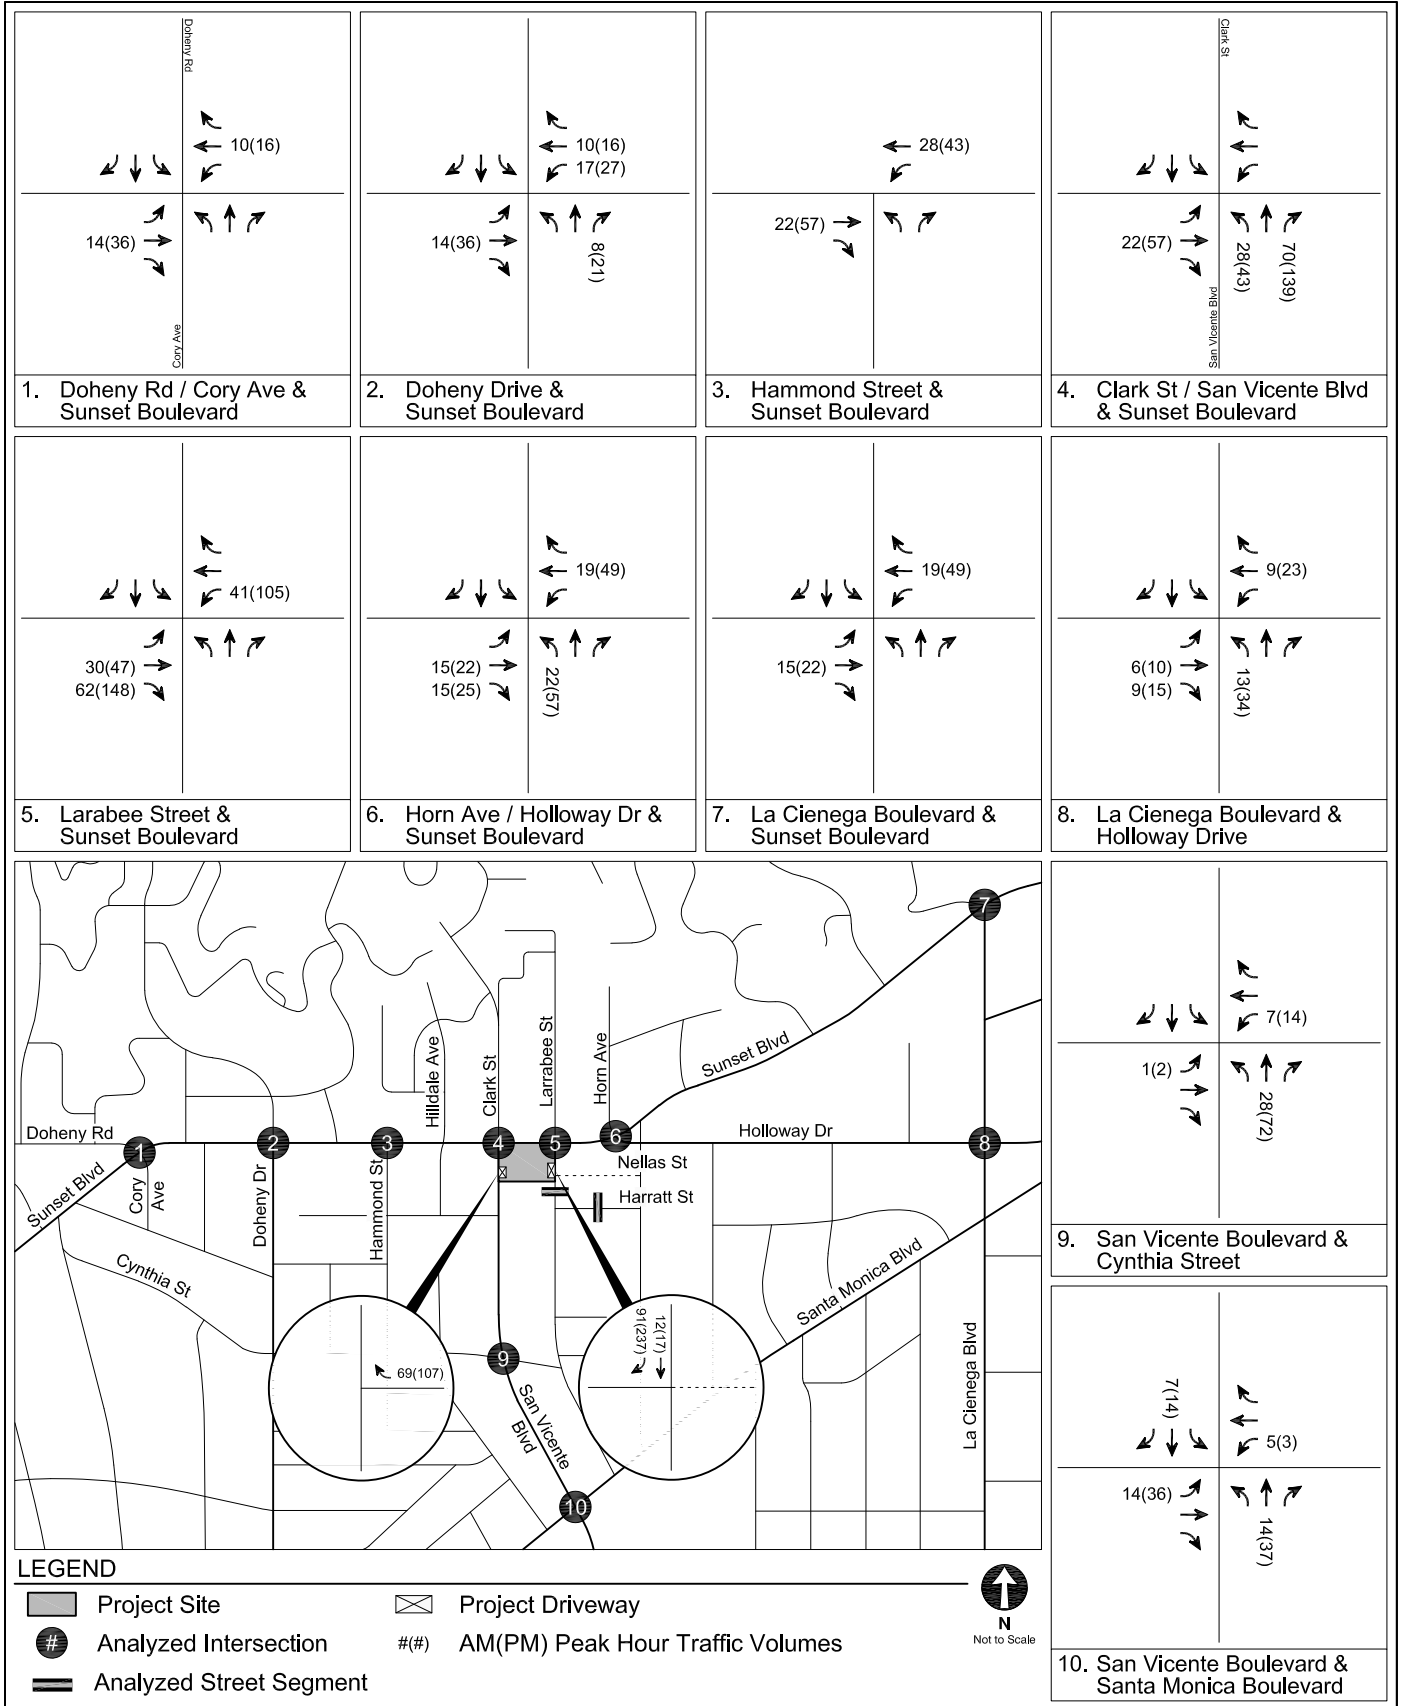 Doheny Rd
10(16)
14(36)
Cory Ave
1. Doheny Rd / Cory Ave &
Sunset Boulevard
10(16)
17(27)
14(36)
8(21)
2. Doheny Drive &
Sunset Boulevard
28(43)
22(57)
3. Hammond Street &
Sunset Boulevard
Clark St
22(57)
28(43)
70(139)
San Vicente Blvd
4. Clark St / San Vicente Blvd
& Sunset Boulevard
41(105)
30(47)
62(148)
5. Larabee Street &
Sunset Boulevard
19(49)
15(22)
15(25)
22(57)
6. Horn Ave / Holloway Dr &
Sunset Boulevard
19(49)
15(22)
7. La Cienega Boulevard &
Sunset Boulevard
9(23)
6(10)
9(15)
13(34)
8. La Cienega Boulevard &
Holloway Drive
7
Hilldale Ave
Clark St
Larrabee St
Horn Ave
Sunset Blvd
Doheny Rd
1
2
3
4
5
6
Holloway Dr
8
Sunset Blvd
Cory
Ave
Doheny Dr
Hammond St
Nellas St
Harratt St
Cynthia St
Santa Monica Blvd
La Cienega Blvd
69(107)
91(237)
12(17)
9
San Vicente
Blvd
10
7(14)
1(2)
28(72)
9. San Vicente Boulevard &
Cynthia Street
7(14)
5(3)
14(36)
14(37)
10. San Vicente Boulevard &
Santa Monica Boulevard
LEGEND
Project Site
Project Driveway
# Analyzed Intersection
#(#) AM(PM) Peak Hour Traffic Volumes
Analyzed Street Segment
N
Not to Scale